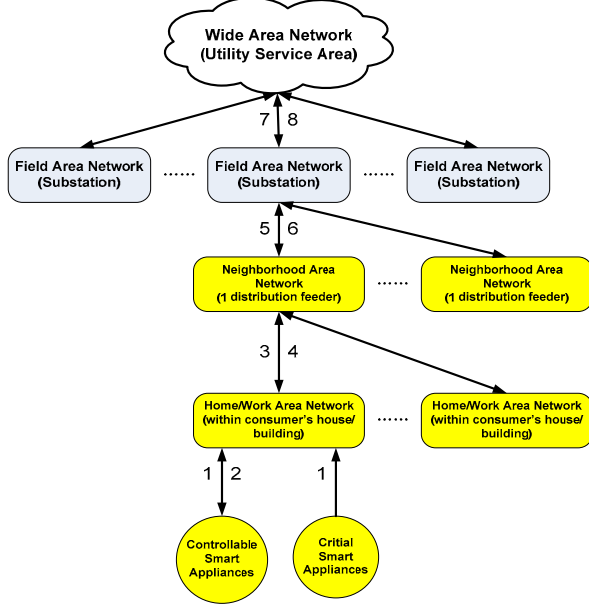 Wide Area Network
(Utility Service Area)
7 8
Field Area Network
(Substation)
......
Field Area Network
(Substation)
......
Field Area Network
(Substation)
5 6
Neighborhood Area
Network
(1 distribution feeder)
......
Neighborhood Area
Network
(1 distribution feeder)
3 4
Home/Work Area Network
(within consumer's house/
building)
......
Home/Work Area Network
(within consumer's house/
building)
1 2
1
Controllable
Smart
Appliances
Critial
Smart
Appliances